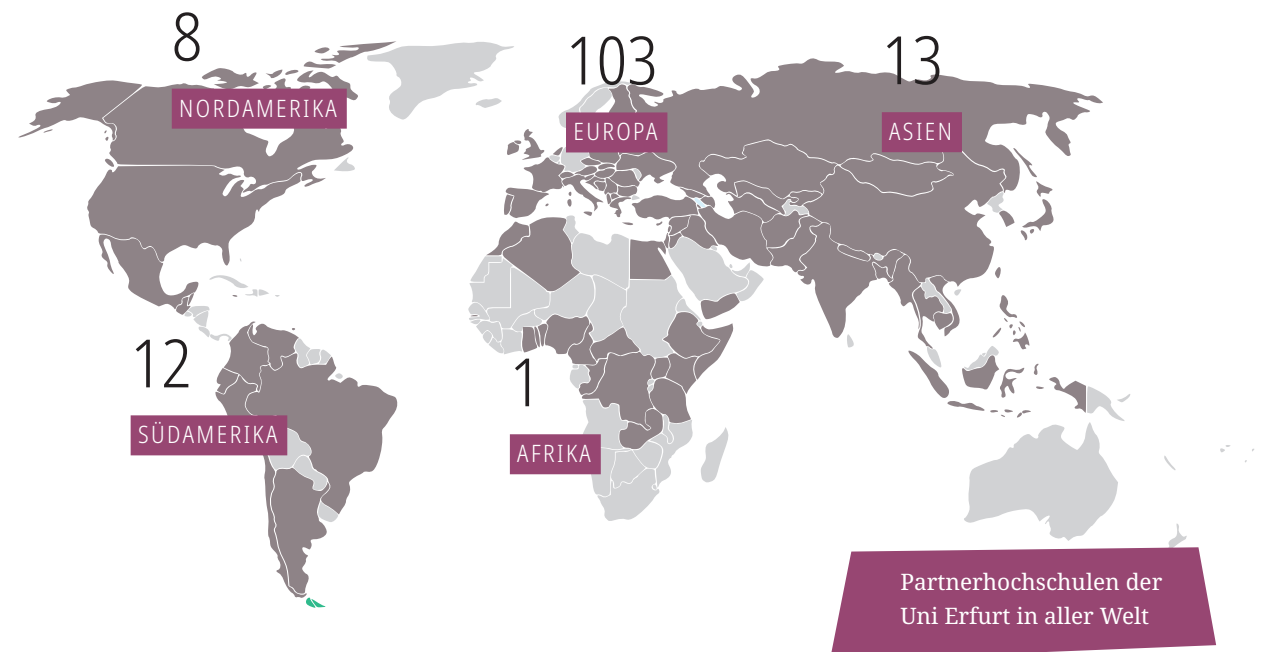 8
NORDAMERIKA
103
EUROPA
13
ASIEN
12
SÜDAMERIKA
1
AFRIKA
Partnerhochschulen der
Uni Erfurt in aller Welt